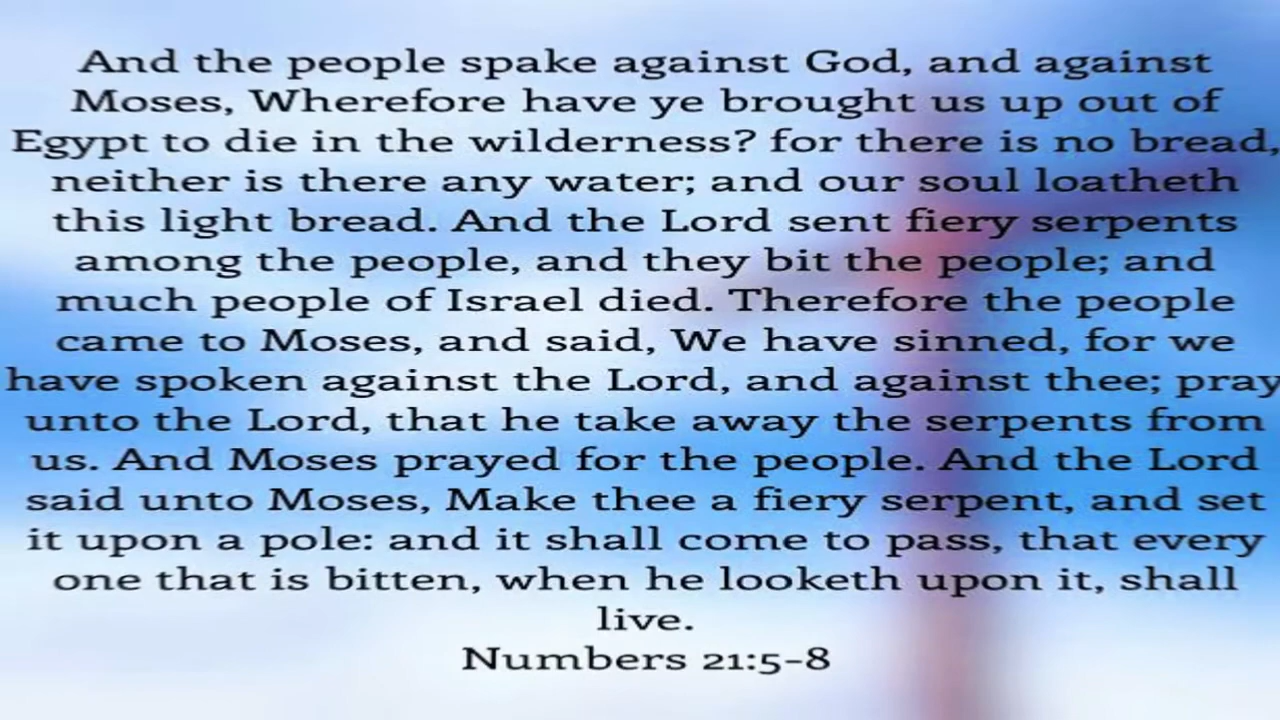 And the people spake against God, and against
Moses, Wherefore have ye brought us up out of
Egypt to die in the wilderness? for there is no bread,
neither is there any water; and our soul loatheth
this light bread. And the Lord sent fiery serpents
among the people, and they bit the people; and
much people of Israel died. Therefore the people
came to Moses, and said, We have sinned, for we
have spoken against the Lord, and against thee; pray
unto the Lord, that he take away the serpents from
us. And Moses prayed for the people. And the Lord
said unto Moses, Make thee a fiery serpent, and set
it upon a pole: and it shall come to pass, that every
one that is bitten, when he looketh upon it, shall
live.
Numbers 21:5-8